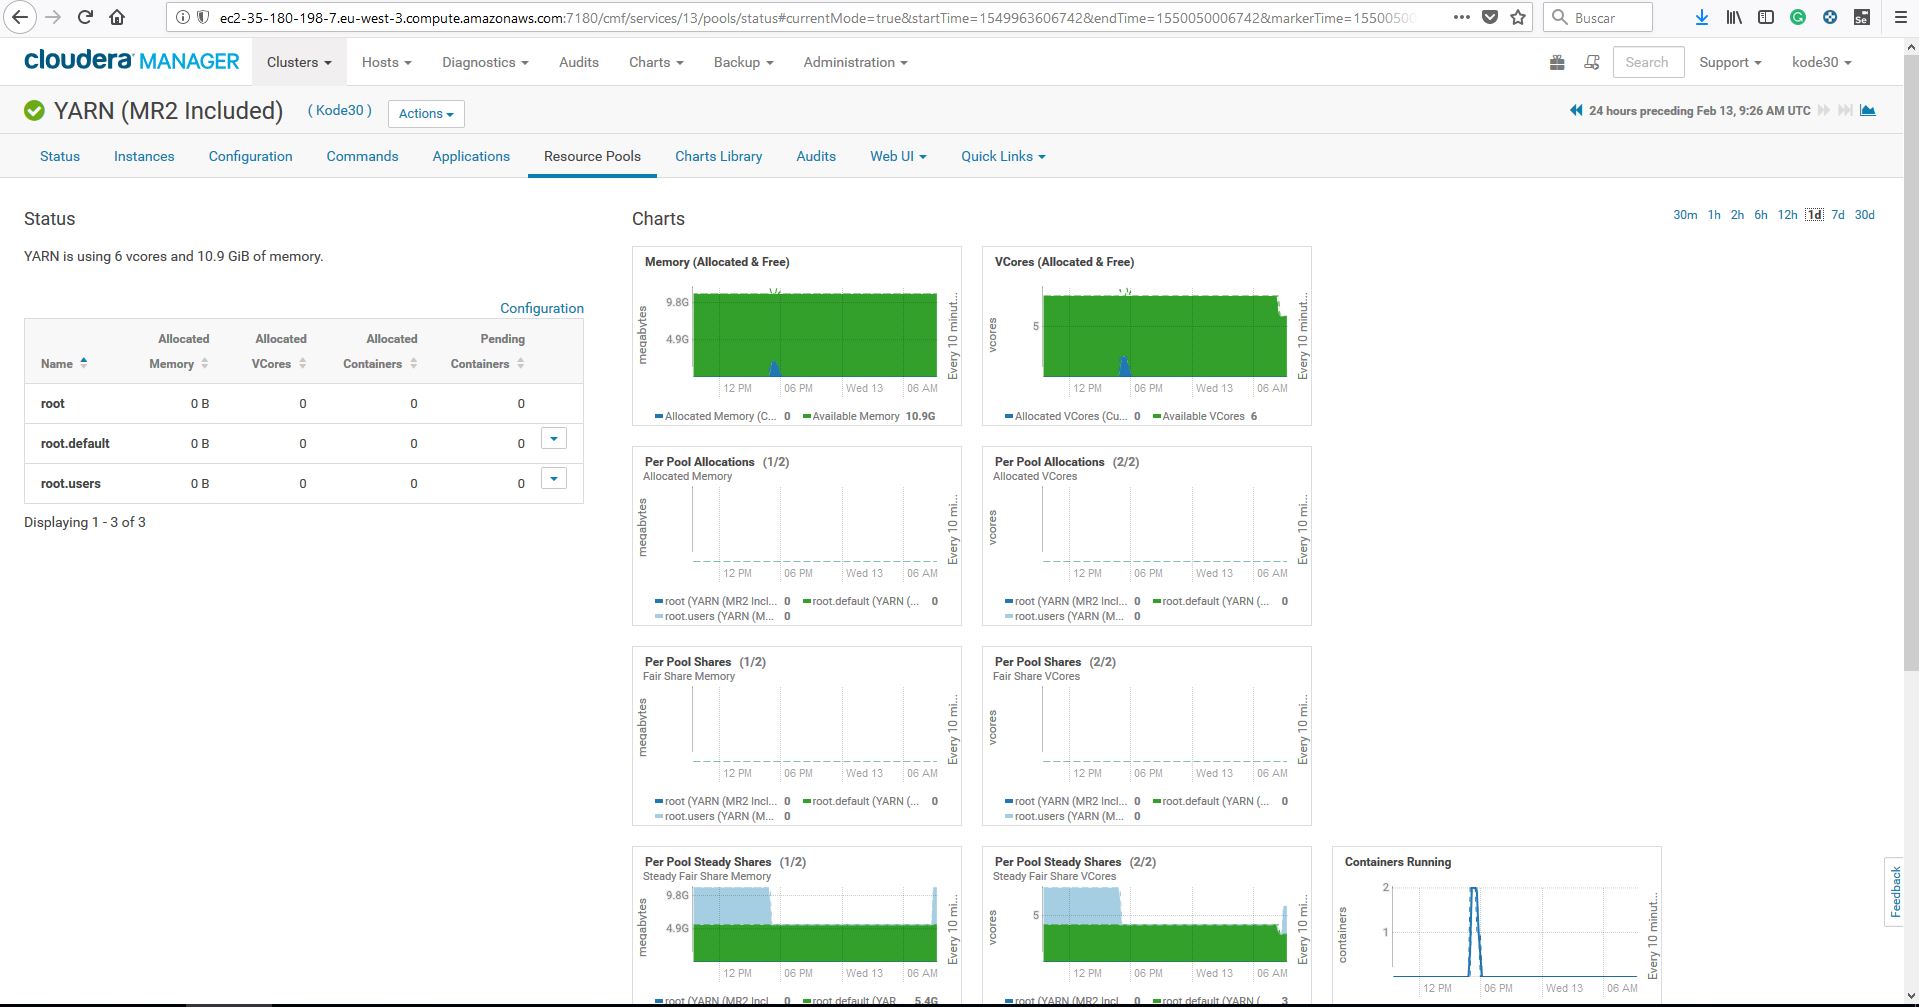 ec2-35-180-198-7.eu-west-3.compute.amazonaws.com:7180/cmf/services/13/pools/status#currentMode=true&startTime=1549963606742&endTime=1550050006742&markerTime=1550050
Buscar
Se
cloudera MANAGER Clusters Hosts Diagnostics Audits Charts Backup Administration Search Support kode30
YARN (MR2 Included) ( Kode30 ) Actions 24 hours preceding Feb 13, 9:26 AM UTC
Status Instances Configuration Commands Applications Resource Pools Charts Library Audits Web UI Quick Links
Status
YARN is using 6 vcores and 10.9 GiB of memory.
Configuration
Name Allocated Memory Allocated VCores Allocated Containers Pending Containers
root 0 B 0 0 0
root.default 0 B 0 0 0
root.users 0 B 0 0 0
Displaying 1 - 3 of 3
Charts
30m 1h 2h 6h 12h 1d 7d 30d
Memory (Allocated & Free)
megabytes
9.8G
4.9G
Every 10 minut...
12 PM 06 PM Wed 13 06 AM
Allocated Memory (C... 0 Available Memory 10.9G
VCores (Allocated & Free)
vcores
5
Every 10 minut...
12 PM 06 PM Wed 13 06 AM
Allocated VCores (Cu... 0 Available VCores 6
Per Pool Allocations (1/2)
Allocated Memory
megabytes
Every 10 mi...
12 PM 06 PM Wed 13 06 AM
root (YARN (MR2 Incl... 0 root.default (YARN (... 0
root.users (YARN (M... 0
Per Pool Allocations (2/2)
Allocated VCores
vcores
Every 10 mi...
12 PM 06 PM Wed 13 06 AM
root (YARN (MR2 Incl... 0 root.default (YARN (... 0
root.users (YARN (M... 0
Per Pool Shares (1/2)
Fair Share Memory
megabytes
Every 10 mi...
12 PM 06 PM Wed 13 06 AM
root (YARN (MR2 Incl... 0 root.default (YARN (... 0
root.users (YARN (M... 0
Per Pool Shares (2/2)
Fair Share VCores
vcores
Every 10 mi...
12 PM 06 PM Wed 13 06 AM
root (YARN (MR2 Incl... 0 root.default (YARN (... 0
root.users (YARN (M... 0
Per Pool Steady Shares (1/2)
Steady Fair Share Memory
megabytes
9.8G
4.9G
Every 10 mi...
12 PM 06 PM Wed 13 06 AM
root (YARN (MR2 Incl 0 root.default (YAR 5.4G
Per Pool Steady Shares (2/2)
Steady Fair Share VCores
vcores
5
Every 10 mi...
12 PM 06 PM Wed 13 06 AM
root (YARN (MR2 Incl 0 root.default (YARN ( 3
Containers Running
containers
2
1
Every 10 minut...
12 PM 06 PM Wed 13 06 AM
Feedback